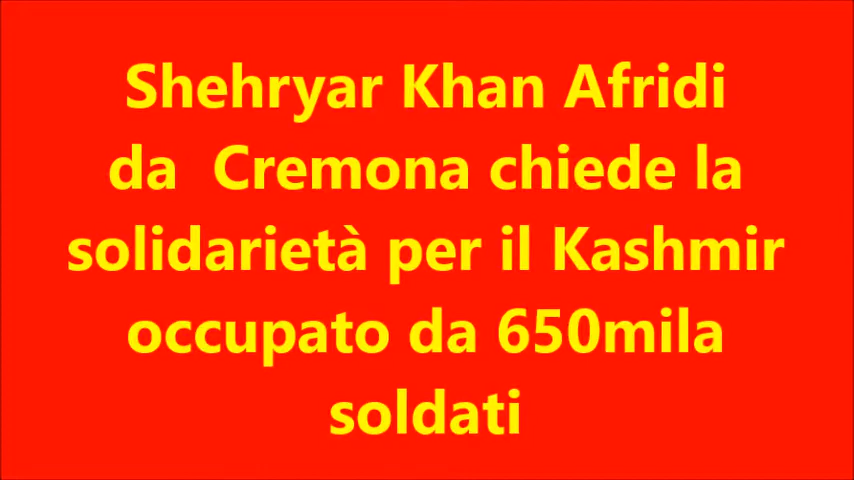 Shehryar Khan Afridi
da  Cremona chiede la
solidarietà per il Kashmir
occupato da 650mila
soldati